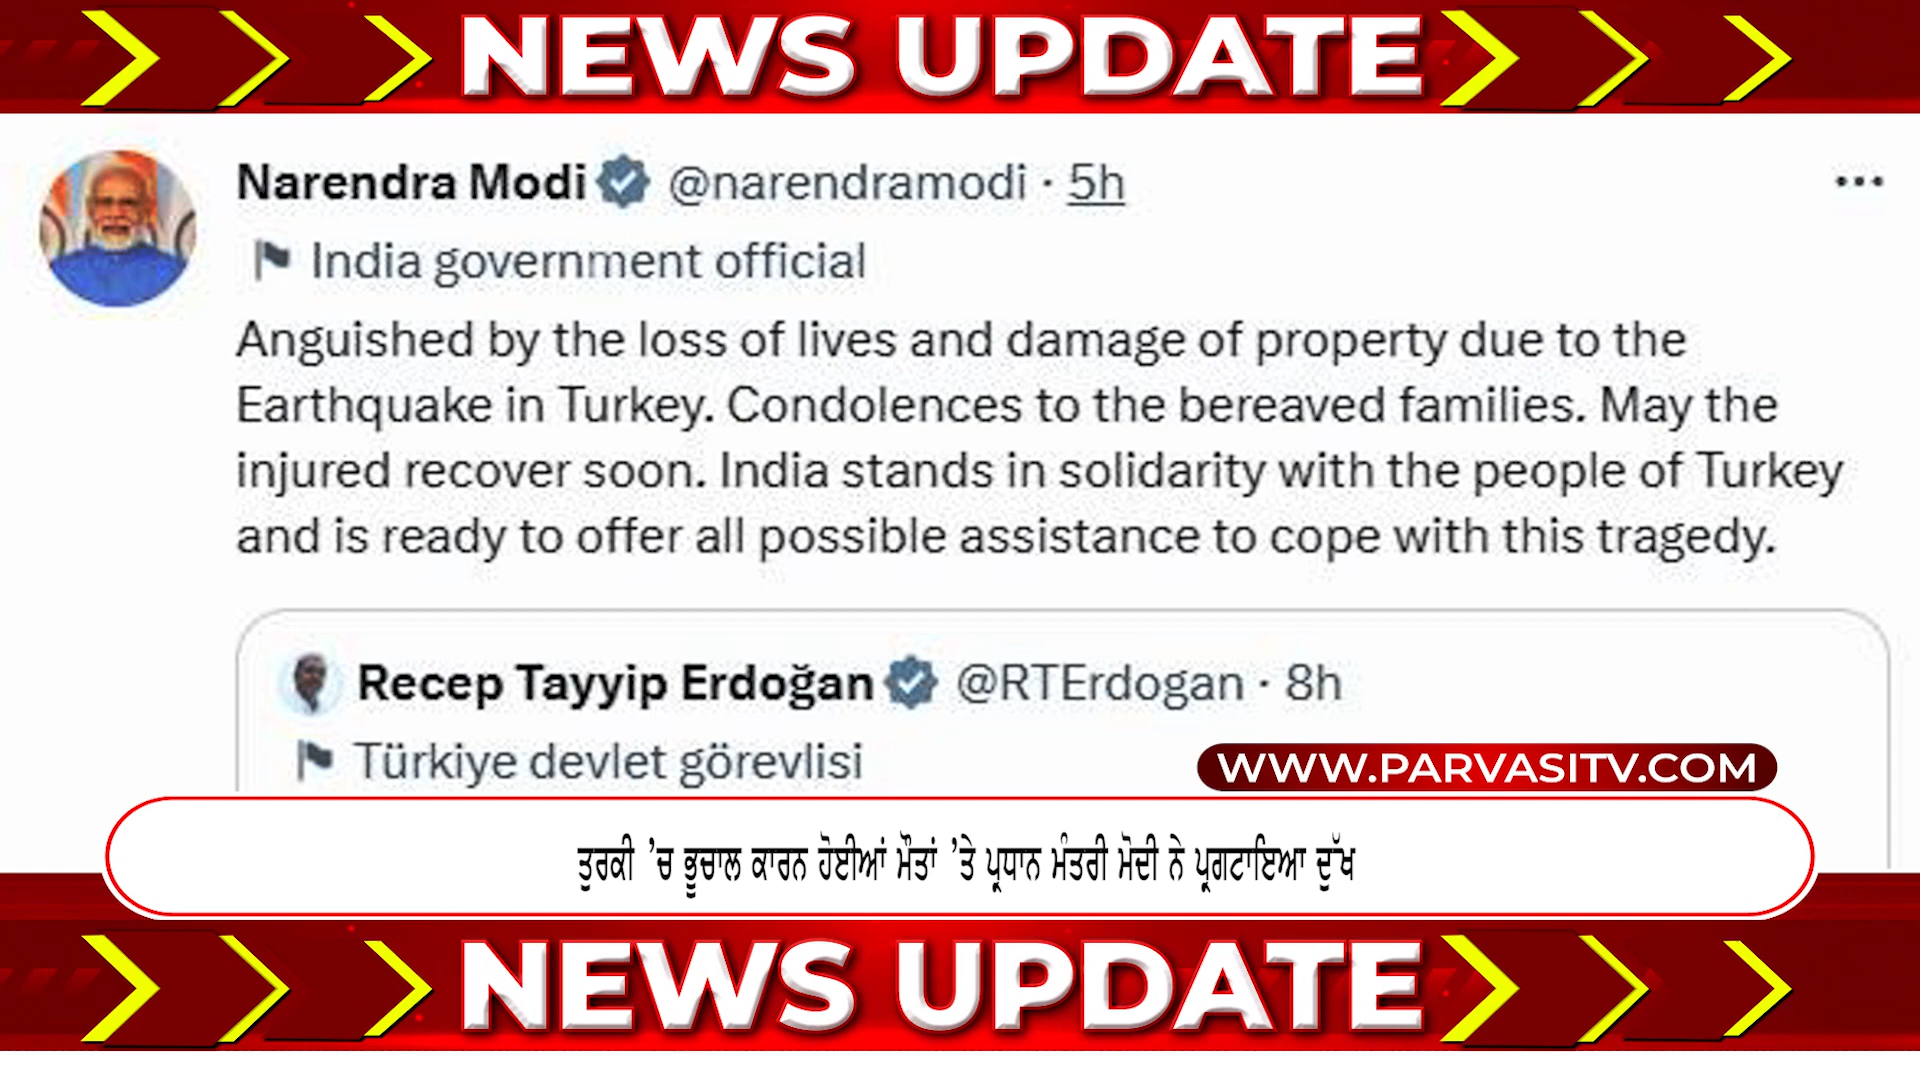 NEWS UPDATE
Narendra Modi @narendramodi · 5h
India government official
Anguished by the loss of lives and damage of property due to the
Earthquake in Turkey. Condolences to the bereaved families. May the
injured recover soon. India stands in solidarity with the people of Turkey
and is ready to offer all possible assistance to cope with this tragedy.
Recep Tayyip Erdoğan @RTErdogan · 8h
Türkiye devlet görevlisi
WWW.PARVASITV.COM
ਤੁਰਕੀ ’ਚ ਭੂਚਾਲ ਕਾਰਨ ਹੋਈਆਂ ਮੌਤਾਂ ’ਤੇ ਪ੍ਰਧਾਨ ਮੰਤਰੀ ਮੋਦੀ ਨੇ ਪ੍ਰਗਟਾਇਆ ਦੁੱਖ
NEWS UPDATE